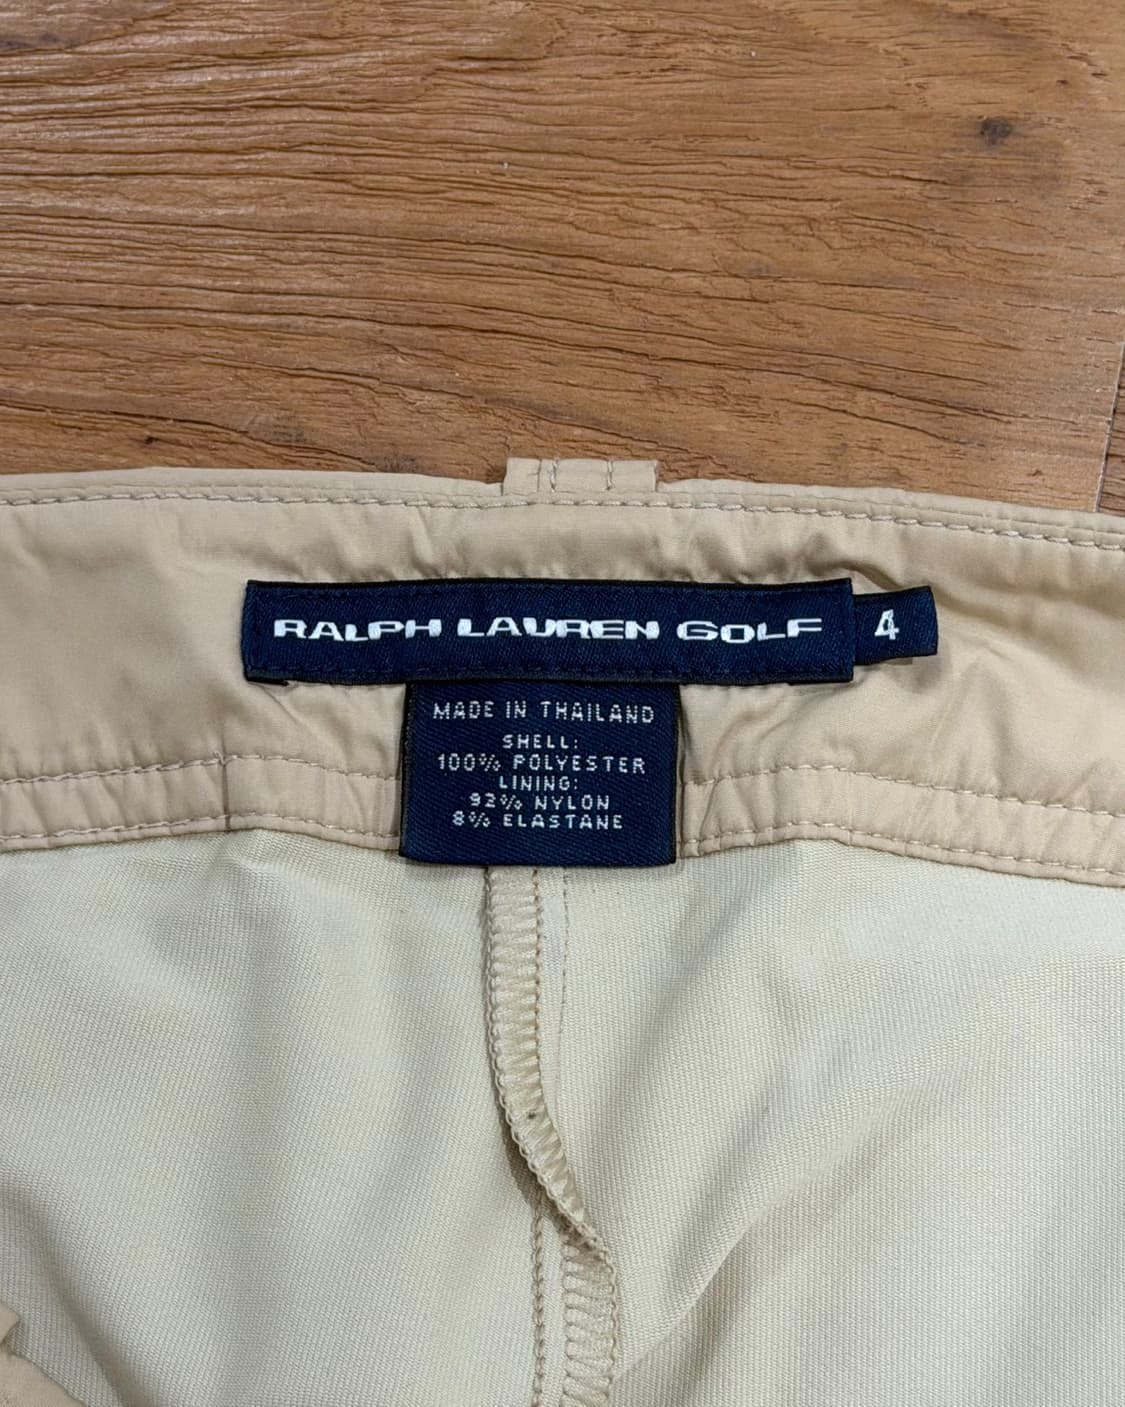 RALPH LAUREN GOLF 4
MADE IN THAILAND
SHELL:
100% POLYESTER
LINING:
92% NYLON
8% ELASTANE